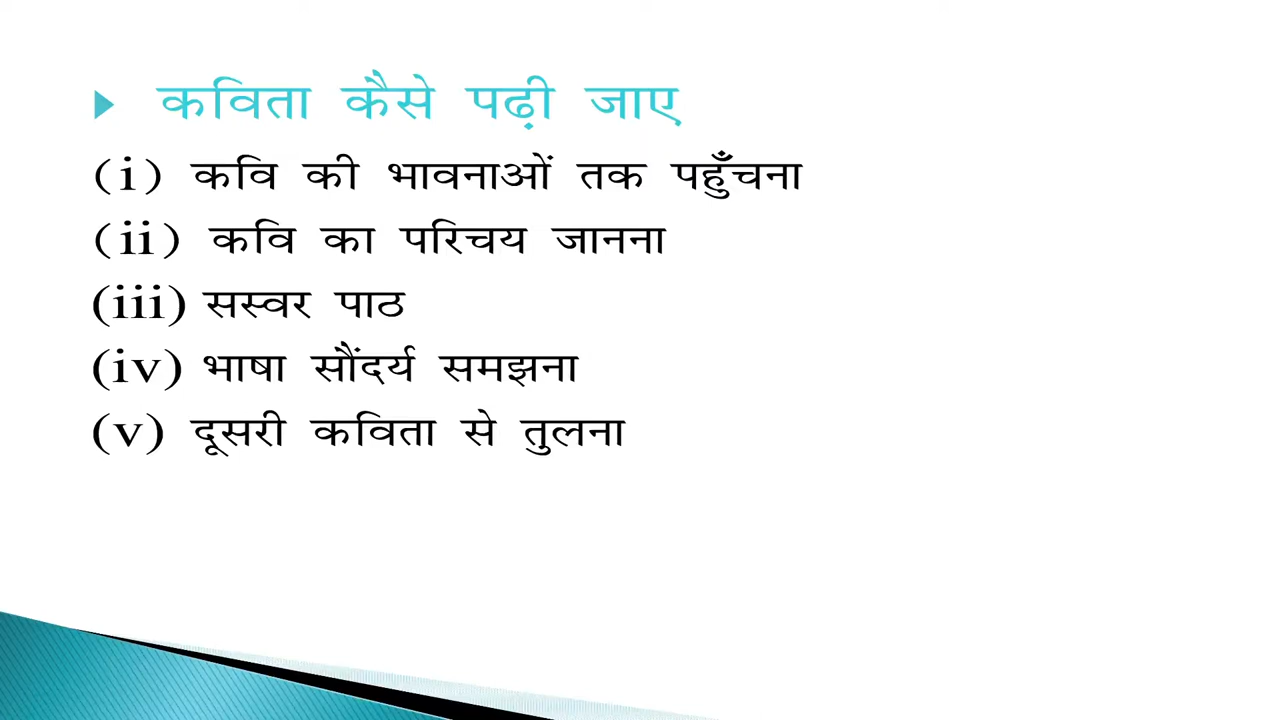 कविता कैसे पढ़ी जाए
(i) कवि की भावनाओं तक पहुँचना
(ii) कवि का परिचय जानना
(iii) सस्वर पाठ
(iv) भाषा सौंदर्य समझना
(v) दूसरी कविता से तुलना